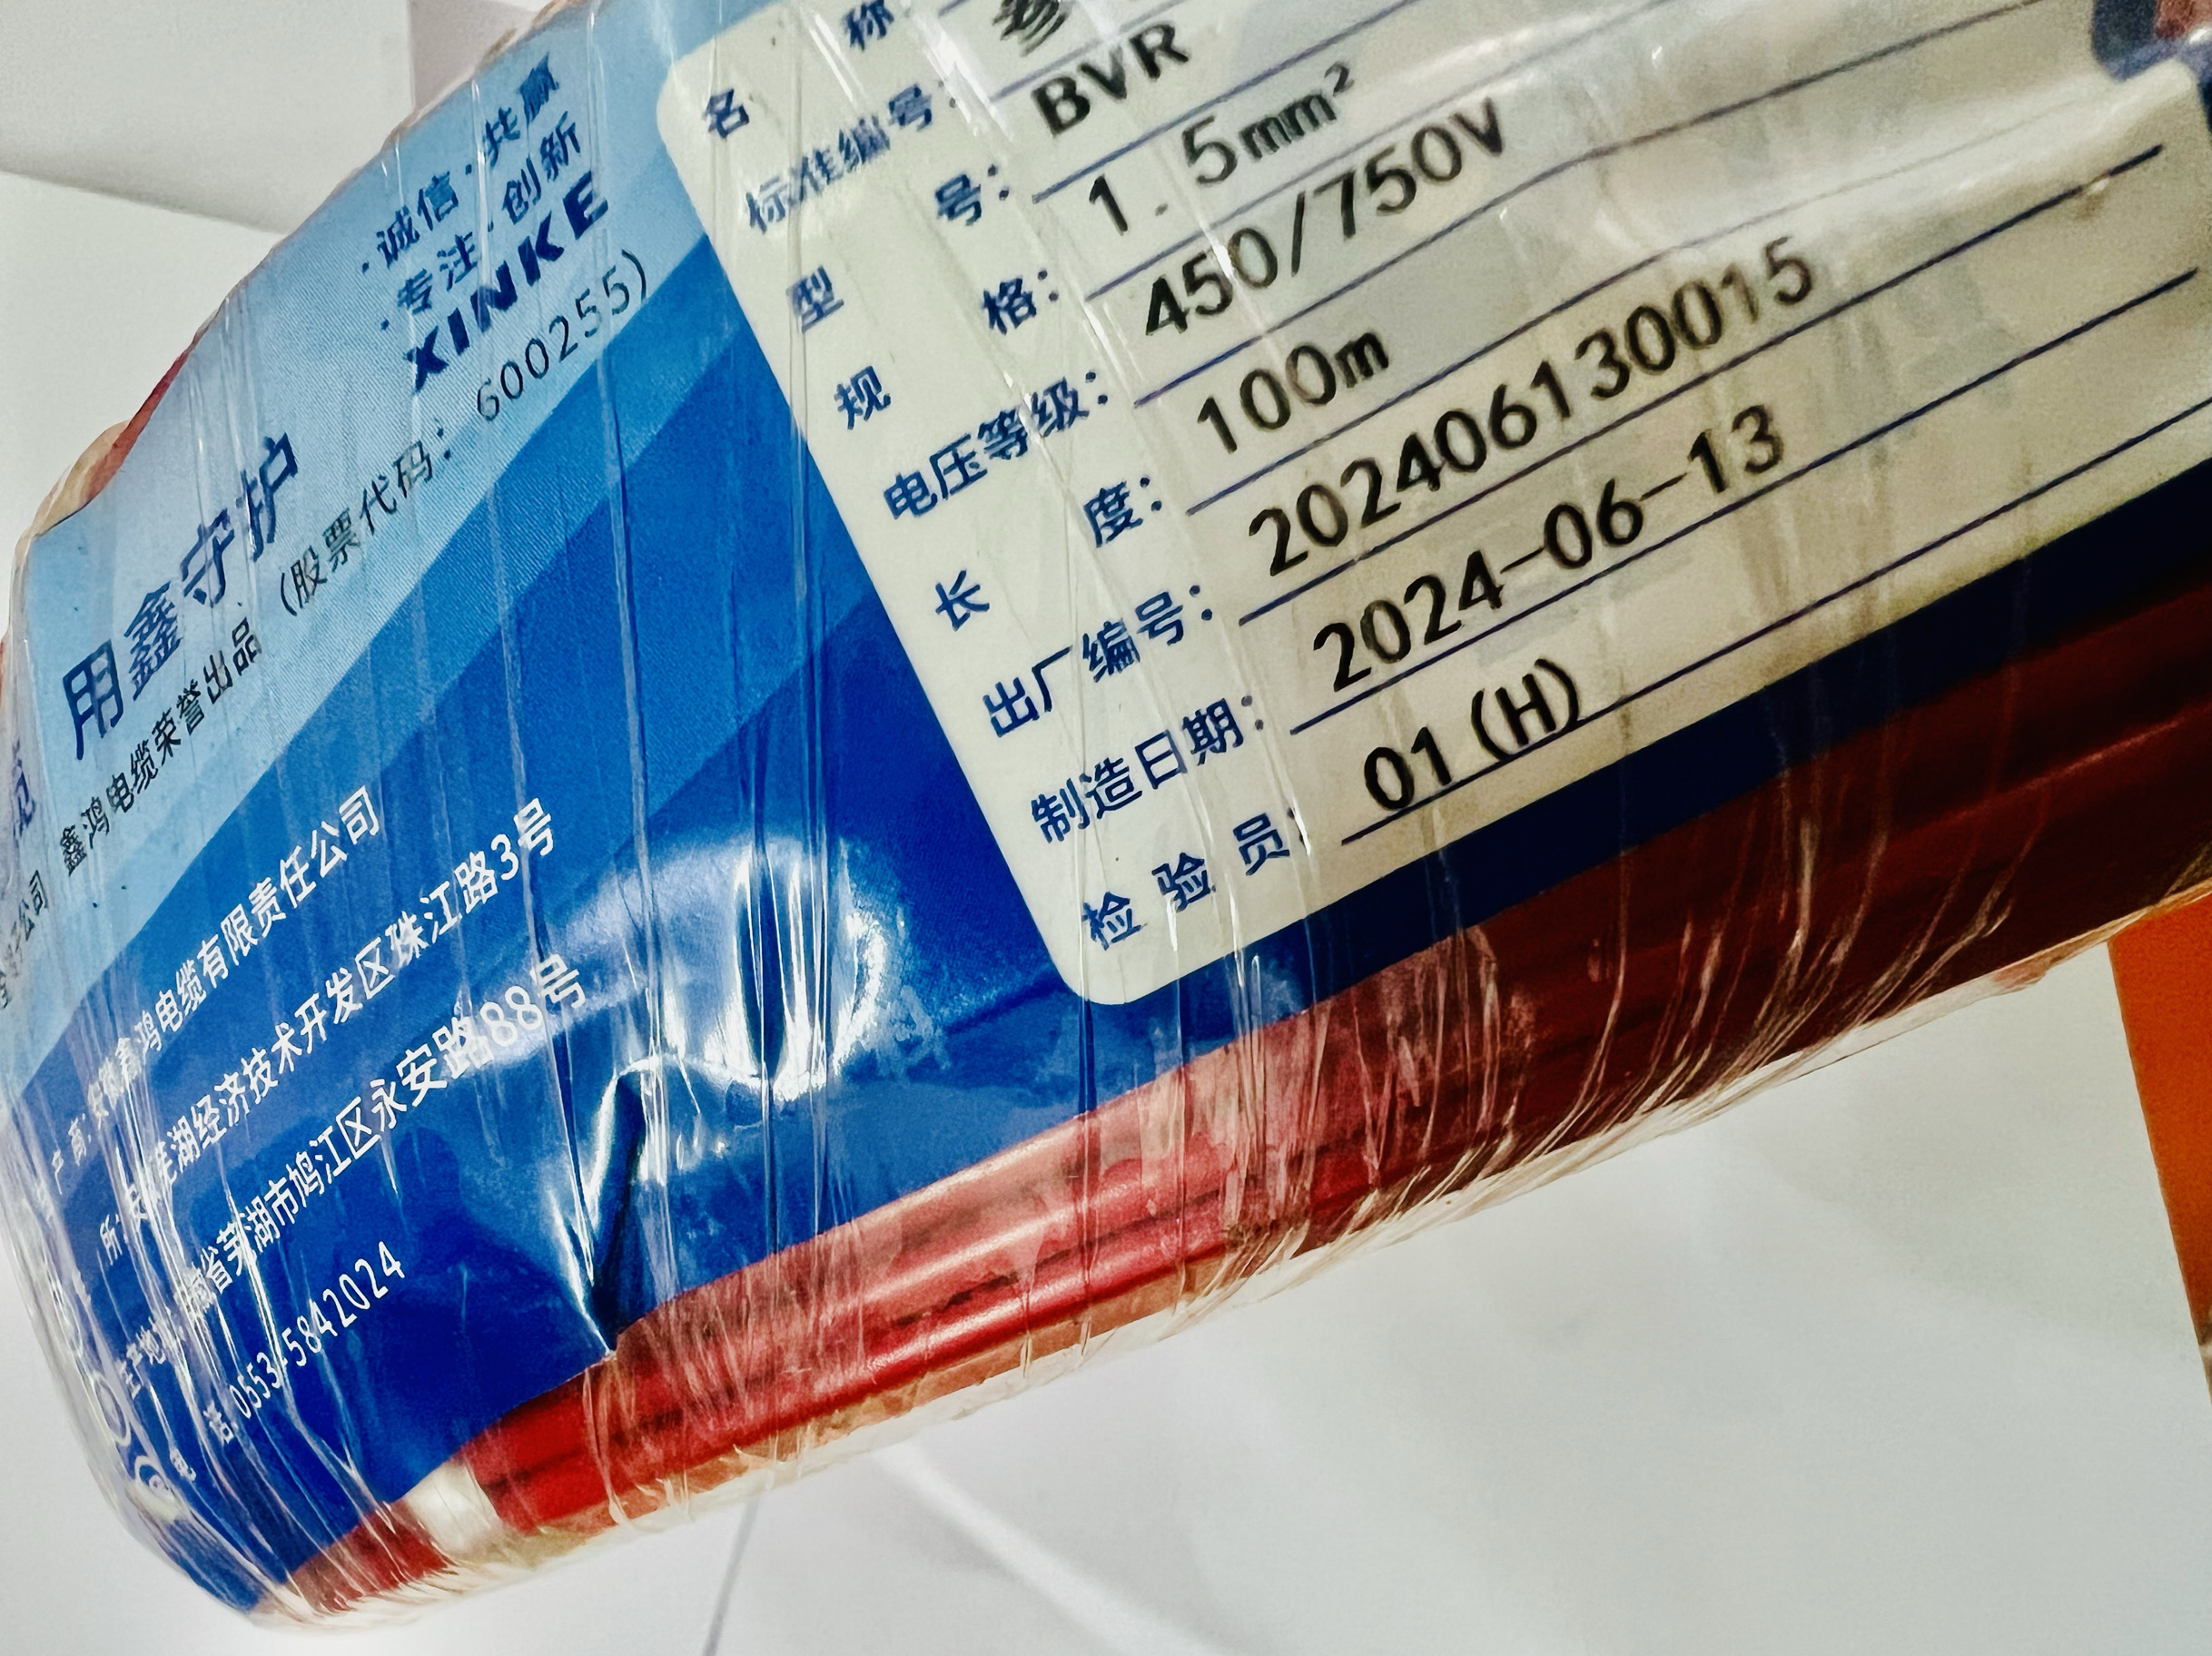 ·诚信·共赢
·专注·创新
XINKE
用鑫守护
鑫鸿电缆荣誉出品 (股票代码：600255)
鑫鸿电缆有限责任公司
芜湖经济技术开发区珠江路3号
省芜湖市鸠江区永安路88号
电 话: 0553-5842024
名 称:
标准编号:
型 号: BVR
规 格: 1.5mm²
电压等级: 450/750V
长 度: 100m
出厂编号: 202406130015
制造日期: 2024-06-13
检 验 员: 01(H)